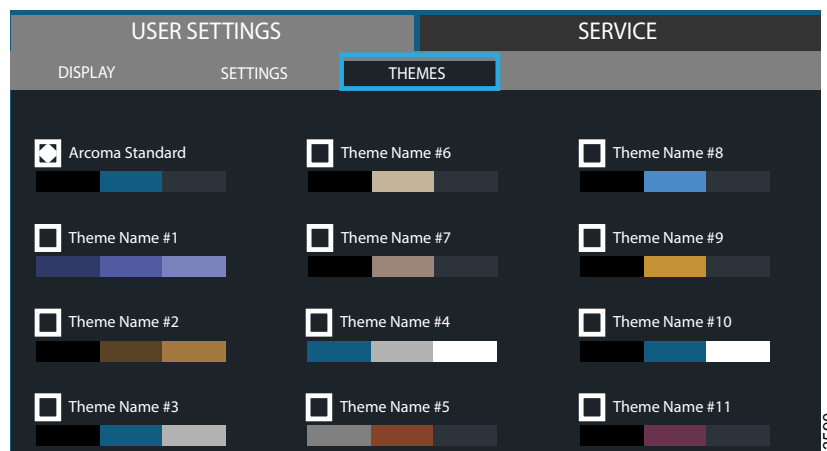 USER SETTINGS SERVICE
DISPLAY SETTINGS THEMES
Arcoma Standard Theme Name #6 Theme Name #8
Theme Name #1 Theme Name #7 Theme Name #9
Theme Name #2 Theme Name #4 Theme Name #10
Theme Name #3 Theme Name #5 Theme Name #11